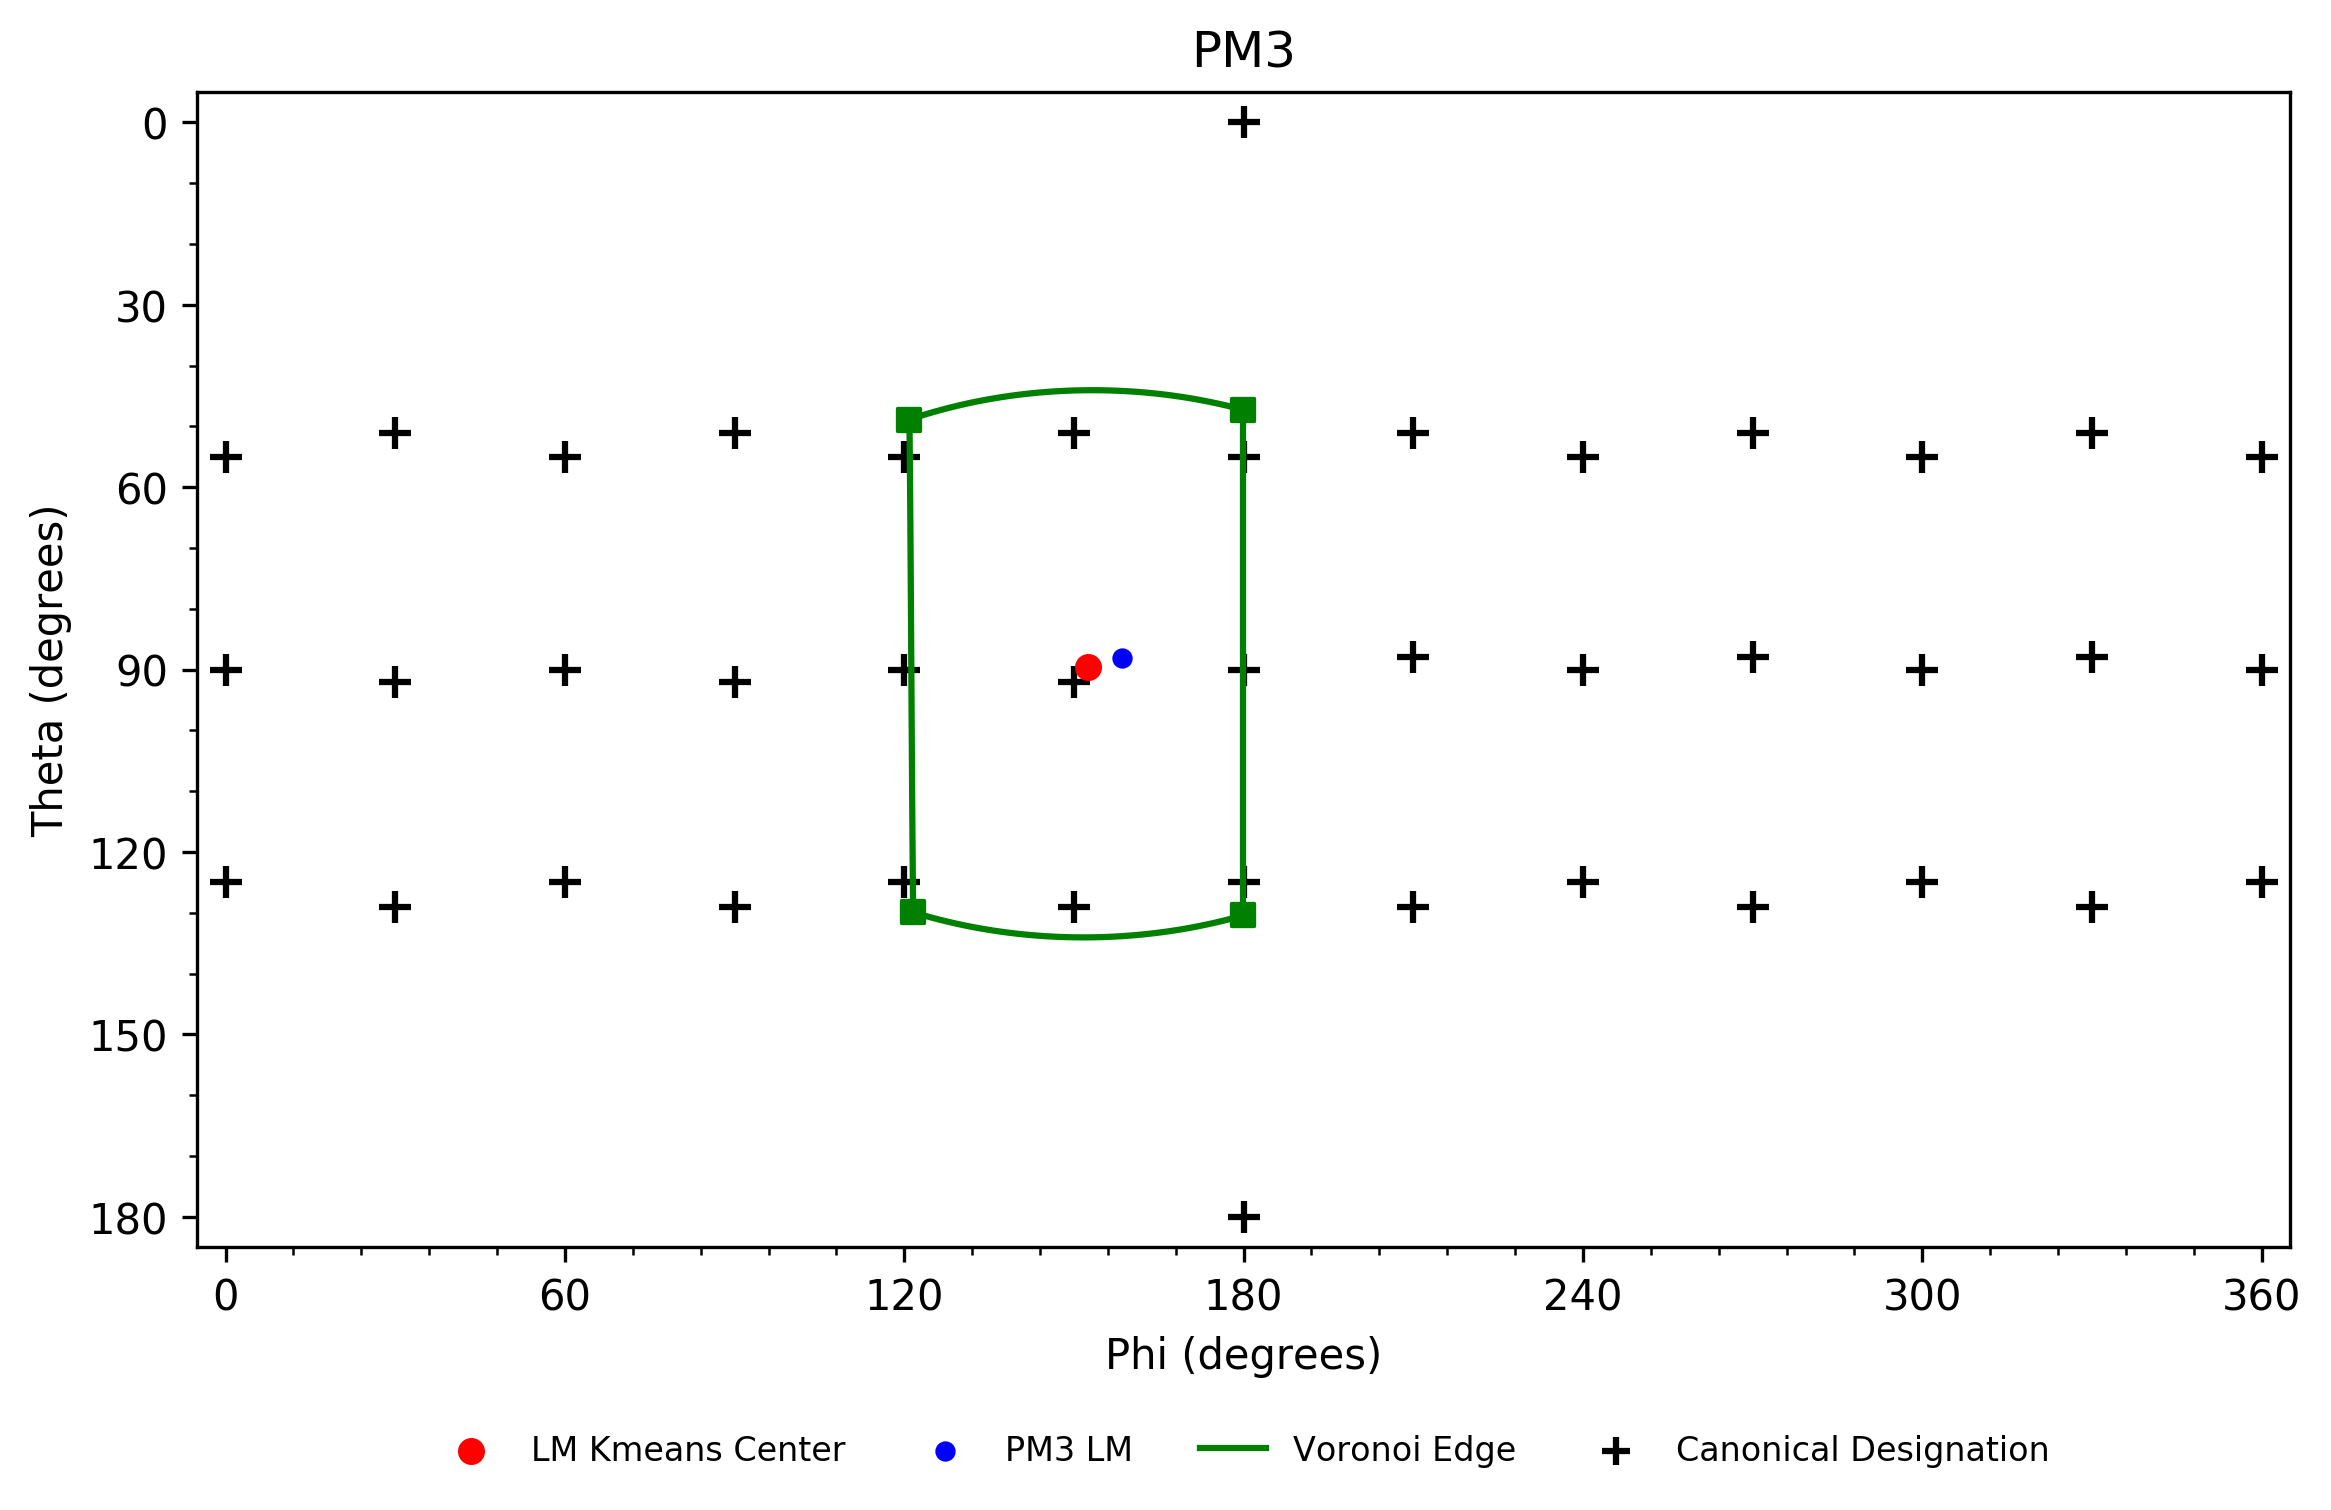 PM3
0
30
60
90
120
150
180
Theta (degrees)
0 60 120 180 240 300 360
Phi (degrees)
LM Kmeans Center PM3 LM Voronoi Edge Canonical Designation